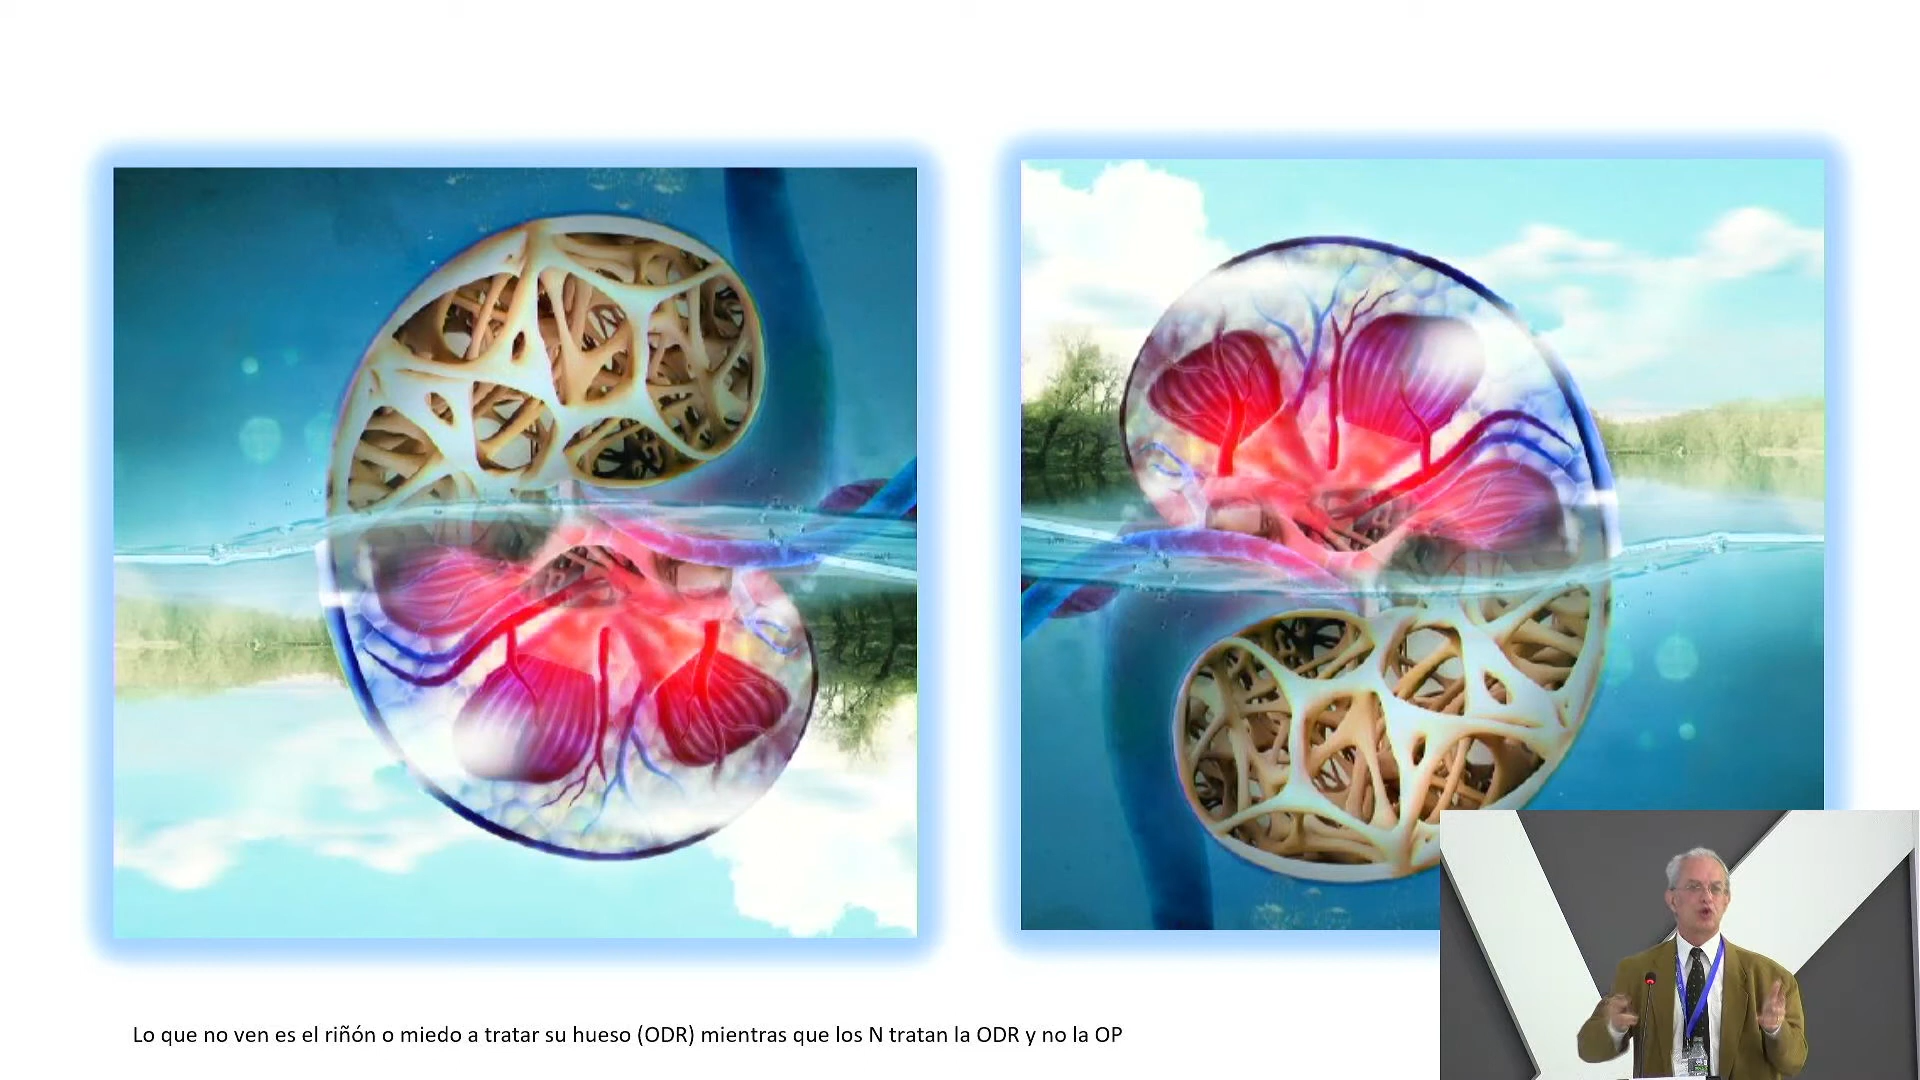 Lo que no ven es el riñón o miedo a tratar su hueso (ODR) mientras que los N tratan la ODR y no la OP